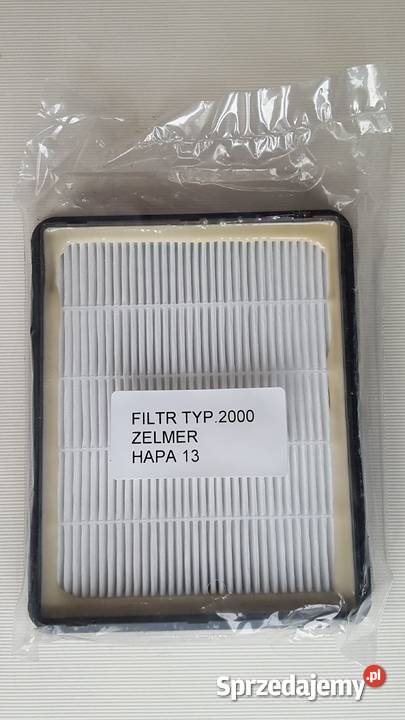 FILTR TYP.2000
ZELMER
HAPA 13
Sprzedajemy.pl